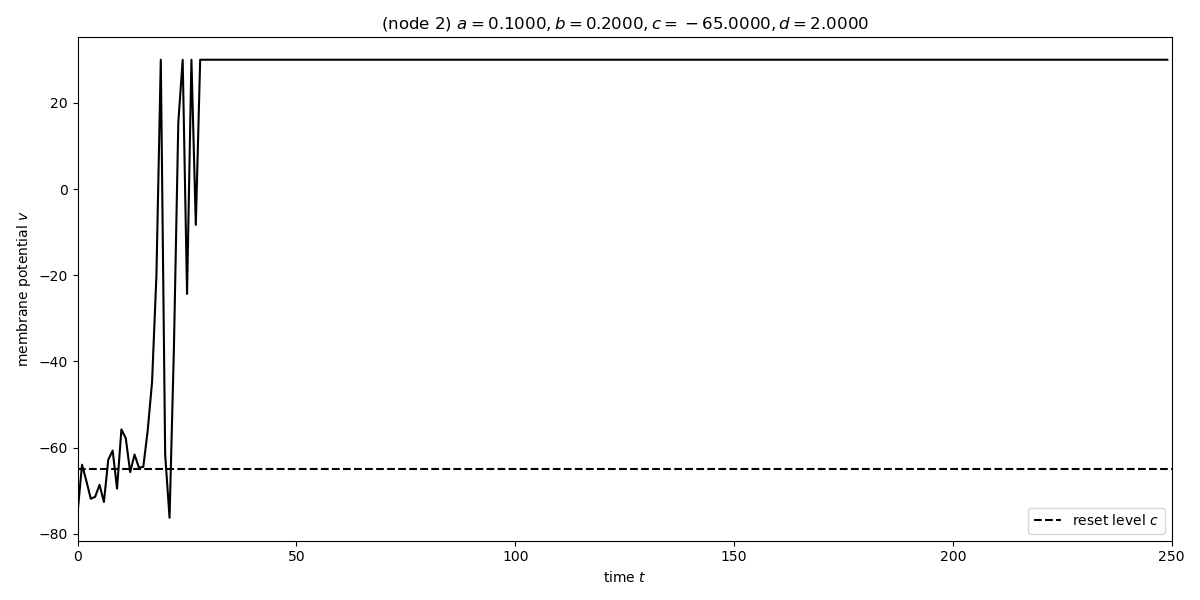 (node 2) a = 0.1000, b = 0.2000, c = −65.0000, d = 2.0000
membrane potential v
20
0
−20
−40
−60
−80
reset level c
0 50 100 150 200 250
time t